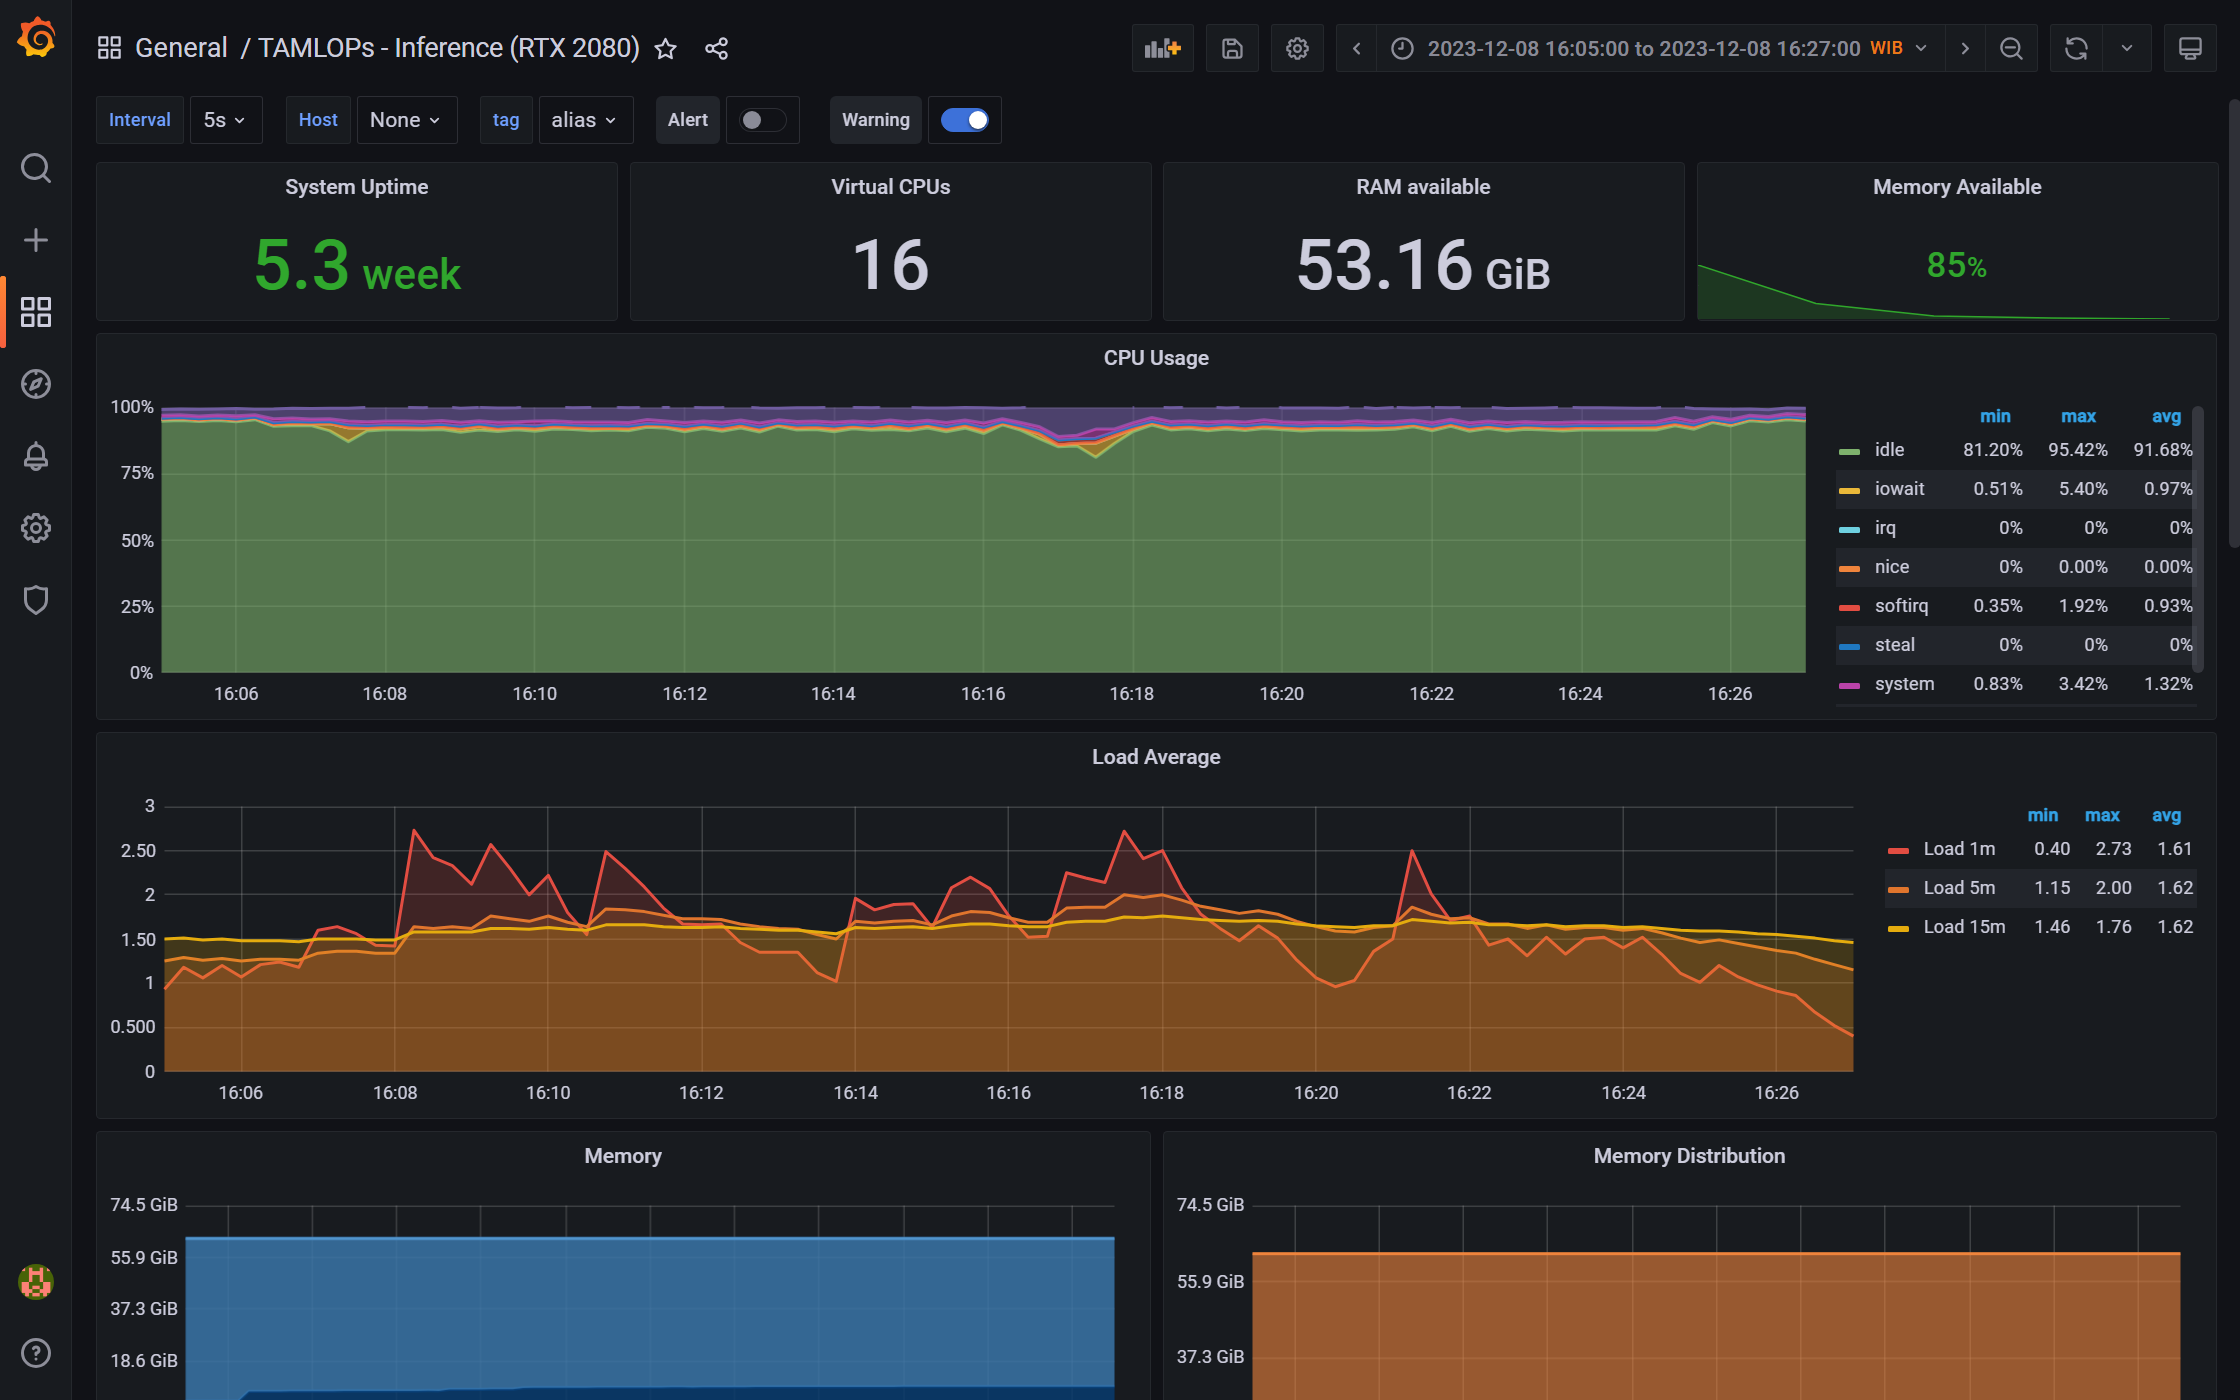 General / TAMLOPs - Inference (RTX 2080)
2023-12-08 16:05:00 to 2023-12-08 16:27:00 WIB
Interval 5s Host None tag alias Alert Warning
System Uptime
5.3 week
Virtual CPUs
16
RAM available
53.16 GiB
Memory Available
85%
CPU Usage
100%
75%
50%
25%
0%
16:06 16:08 16:10 16:12 16:14 16:16 16:18 16:20 16:22 16:24 16:26
min max avg
idle 81.20% 95.42% 91.68%
iowait 0.51% 5.40% 0.97%
irq 0% 0% 0%
nice 0% 0.00% 0.00%
softirq 0.35% 1.92% 0.93%
steal 0% 0% 0%
system 0.83% 3.42% 1.32%
Load Average
3
2.50
2
1.50
1
0.500
0
16:06 16:08 16:10 16:12 16:14 16:16 16:18 16:20 16:22 16:24 16:26
min max avg
Load 1m 0.40 2.73 1.61
Load 5m 1.15 2.00 1.62
Load 15m 1.46 1.76 1.62
Memory
74.5 GiB
55.9 GiB
37.3 GiB
18.6 GiB
Memory Distribution
74.5 GiB
55.9 GiB
37.3 GiB